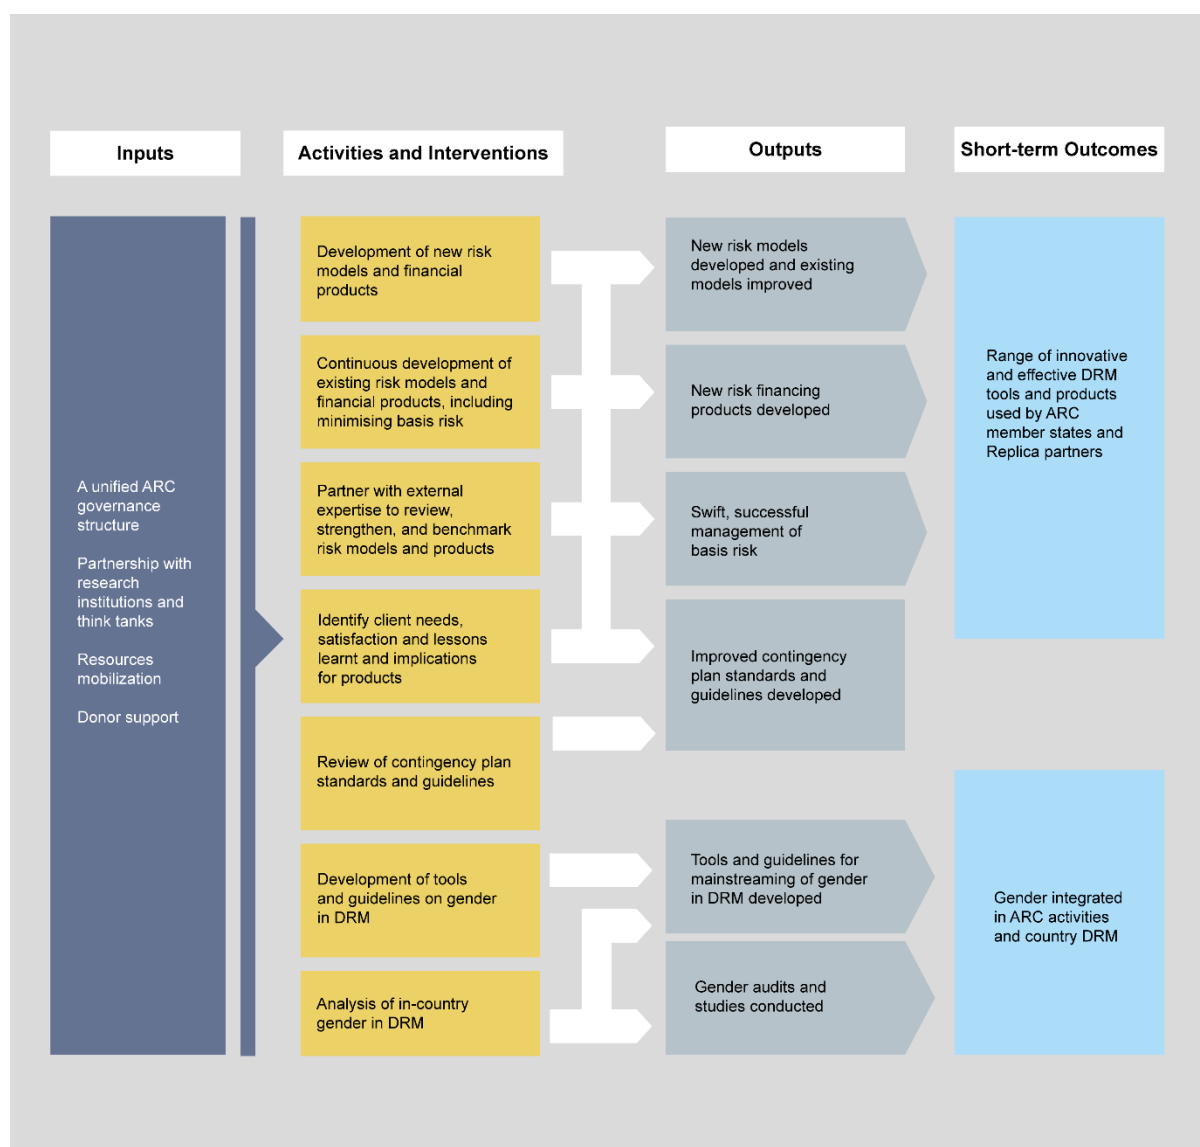 Inputs
Activities and Interventions
Outputs
Short-term Outcomes
A unified ARC
governance
structure
Partnership with
research
institutions and
think tanks
Resources
mobilization
Donor support
Development of new risk
models and financial
products
Continuous development of
existing risk models and
financial products, including
minimising basis risk
Partner with external
expertise to review,
strengthen, and benchmark
risk models and products
Identify client needs,
satisfaction and lessons
learnt and implications
for products
Review of contingency plan
standards and guidelines
Development of tools
and guidelines on gender
in DRM
Analysis of in-country
gender in DRM
New risk models
developed and existing
models improved
New risk financing
products developed
Swift, successful
management of
basis risk
Improved contingency
plan standards and
guidelines developed
Tools and guidelines for
mainstreaming of gender
in DRM developed
Gender audits and
studies conducted
Range of innovative
and effective DRM
tools and products
used by ARC
member states and
Replica partners
Gender integrated
in ARC activities
and country DRM